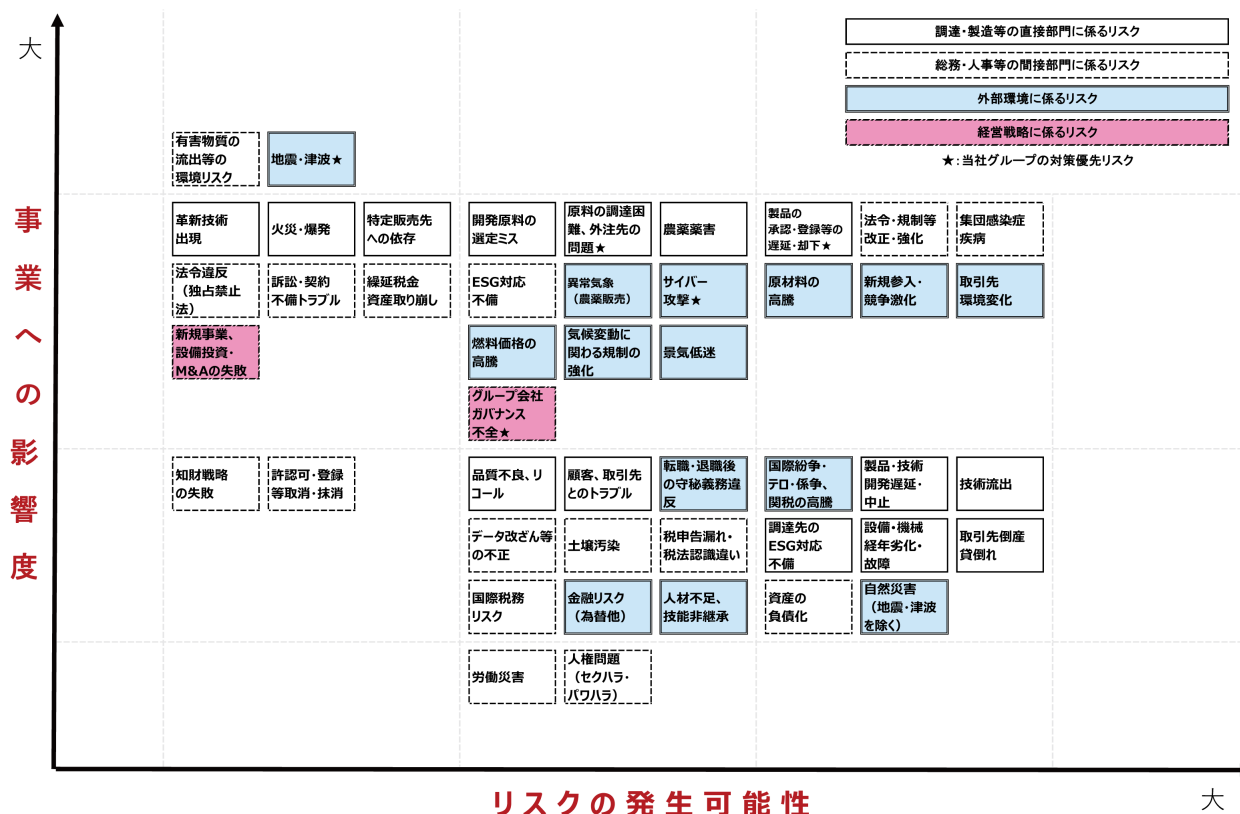 大
調達・製造等の直接部門に係るリスク
総務・人事等の間接部門に係るリスク
外部環境に係るリスク
経営戦略に係るリスク
★:当社グループの対策優先リスク
有害物質の
流出等の
環境リスク
地震・津波★
革新技術
出現
火災・爆発
特定販売先
への依存
開発原料の
選定ミス
原料の調達困
難、外注先の
問題★
農薬薬害
製品の
承認・登録等の
遅延・却下★
法令・規制等
改正・強化
集団感染症
疾病
法令違反
(独占禁止
法)
訴訟・契約
不備トラブル
繰延税金
資産取り崩し
ESG対応
不備
異常気象
(農薬販売)
サイバー
攻撃★
原材料の
高騰
新規参入・
競争激化
取引先
環境変化
新規事業、
設備投資・
M&Aの失敗
燃料価格の
高騰
気候変動に
関わる規制の
強化
景気低迷
グループ会社
ガバナンス
不全★
知財戦略
の失敗
許認可・登録
等取消・抹消
品質不良、リ
コール
顧客、取引先
とのトラブル
転職・退職後
の守秘義務違
反
国際紛争・
テロ・係争、
関税の高騰
製品・技術
開発遅延・
中止
技術流出
データ改ざん等
の不正
土壌汚染
税申告漏れ・
税法認識違い
調達先の
ESG対応
不備
設備・機械
経年劣化・
故障
取引先倒産
貸倒れ
国際税務
リスク
金融リスク
(為替他)
人材不足、
技能非継承
資産の
負債化
自然災害
(地震・津波
を除く)
労働災害
人権問題
(セクハラ・
パワハラ)
事業への影響度
リスクの発生可能性
大